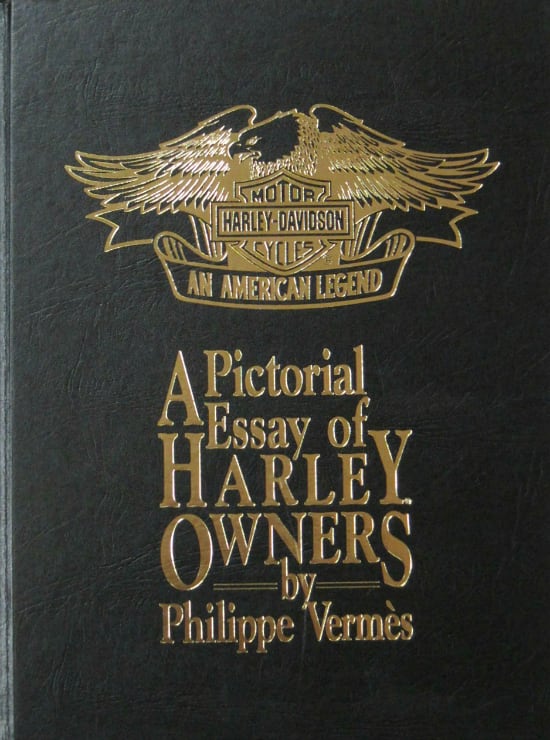 MOTOR
HARLEY-DAVIDSON
CYCLES
AN AMERICAN LEGEND
A Pictorial
Essay of
HARLEY
OWNERS
by
Philippe Vermès